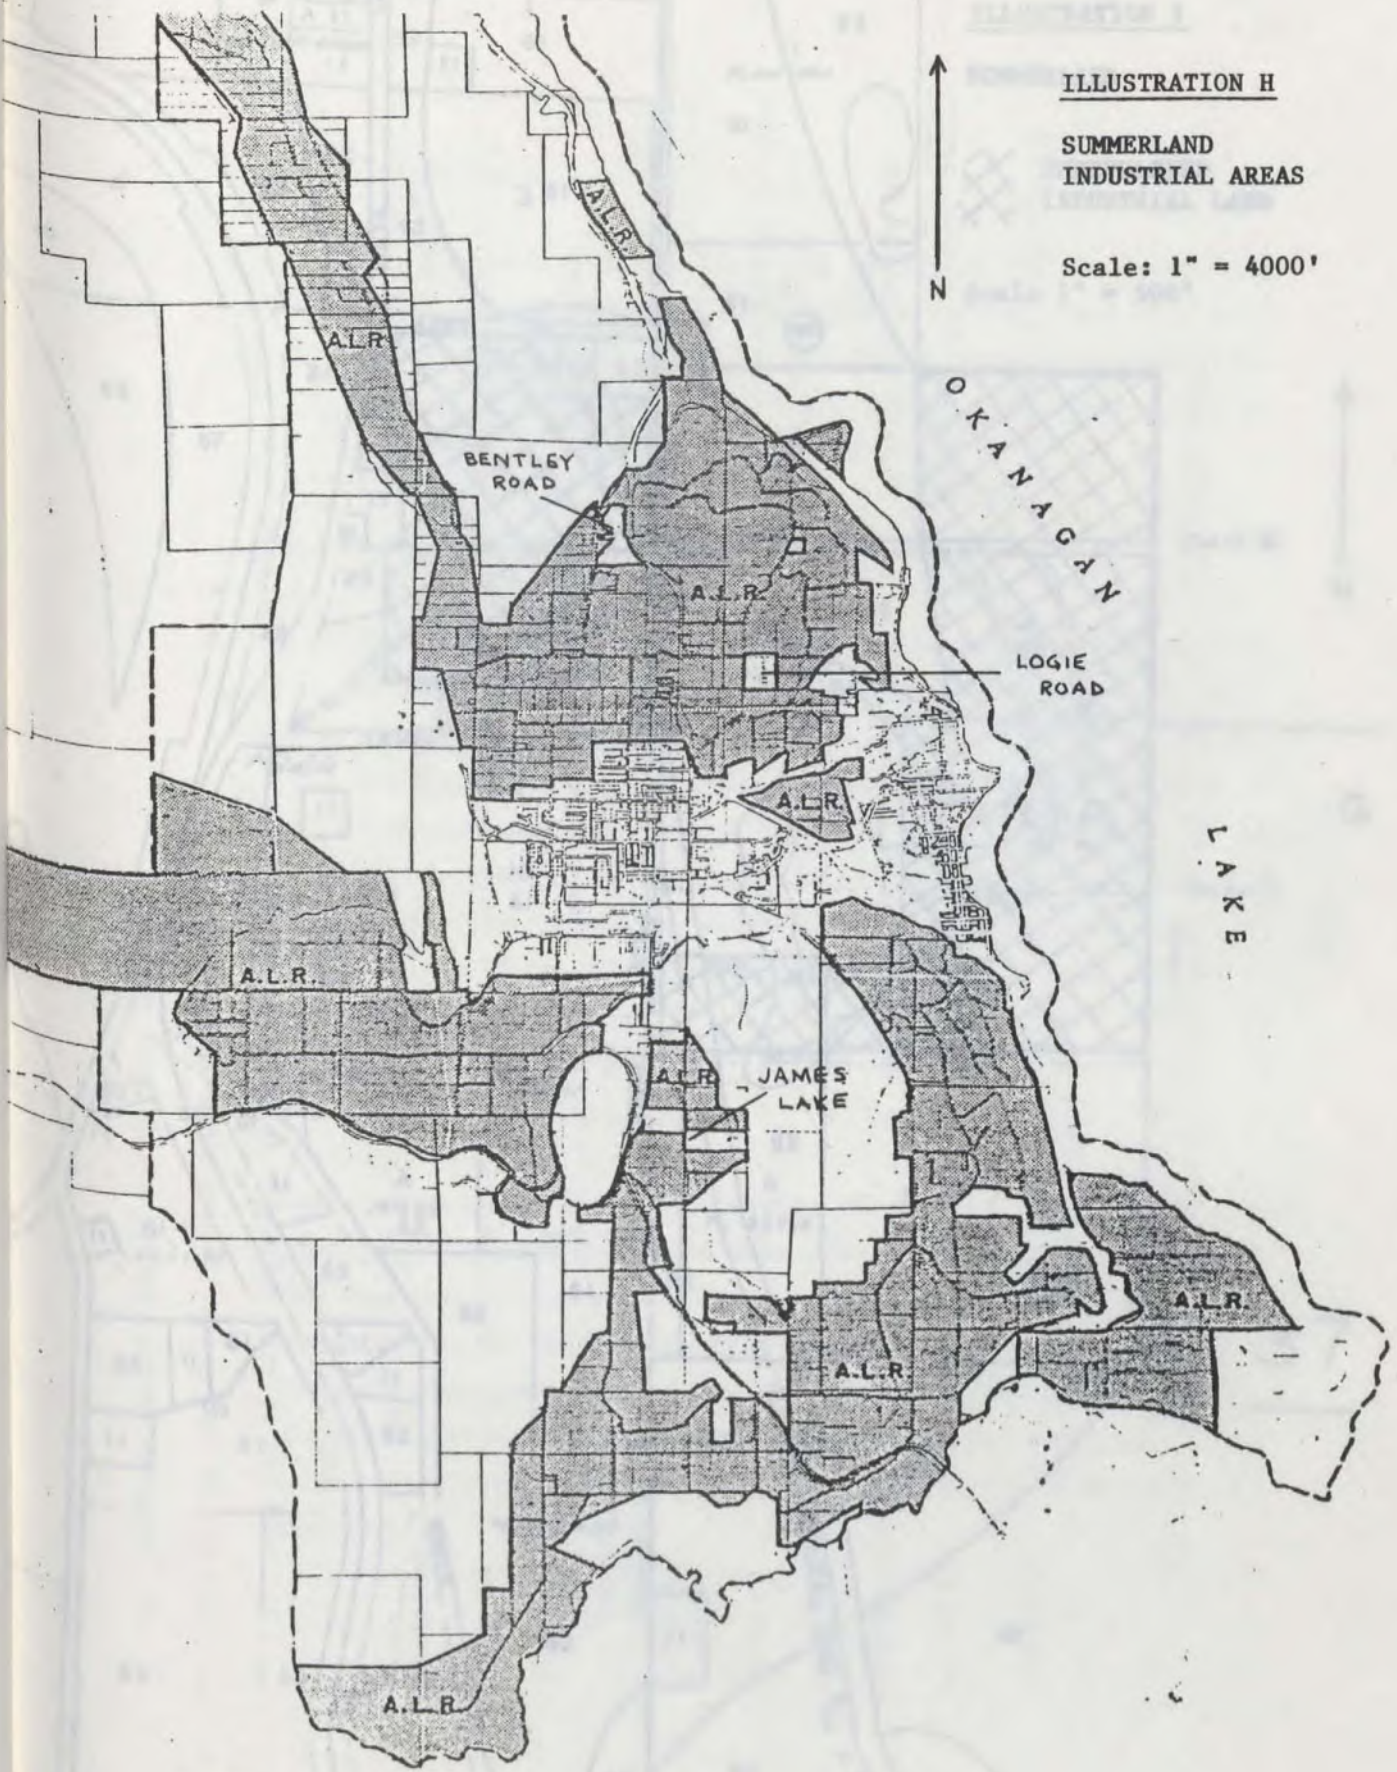 ILLUSTRATION H
SUMMERLAND
INDUSTRIAL AREAS
Scale: 1" = 4000'
N
A.L.R.
A.L.R.
OKANAGAN
BENTLEY
ROAD
A.L.R.
LOGIE
ROAD
A.L.R.
LAKE
A.L.R.
A.L.R.
JAMES
LAKE
A.L.R.
A.L.R.
A.L.R.